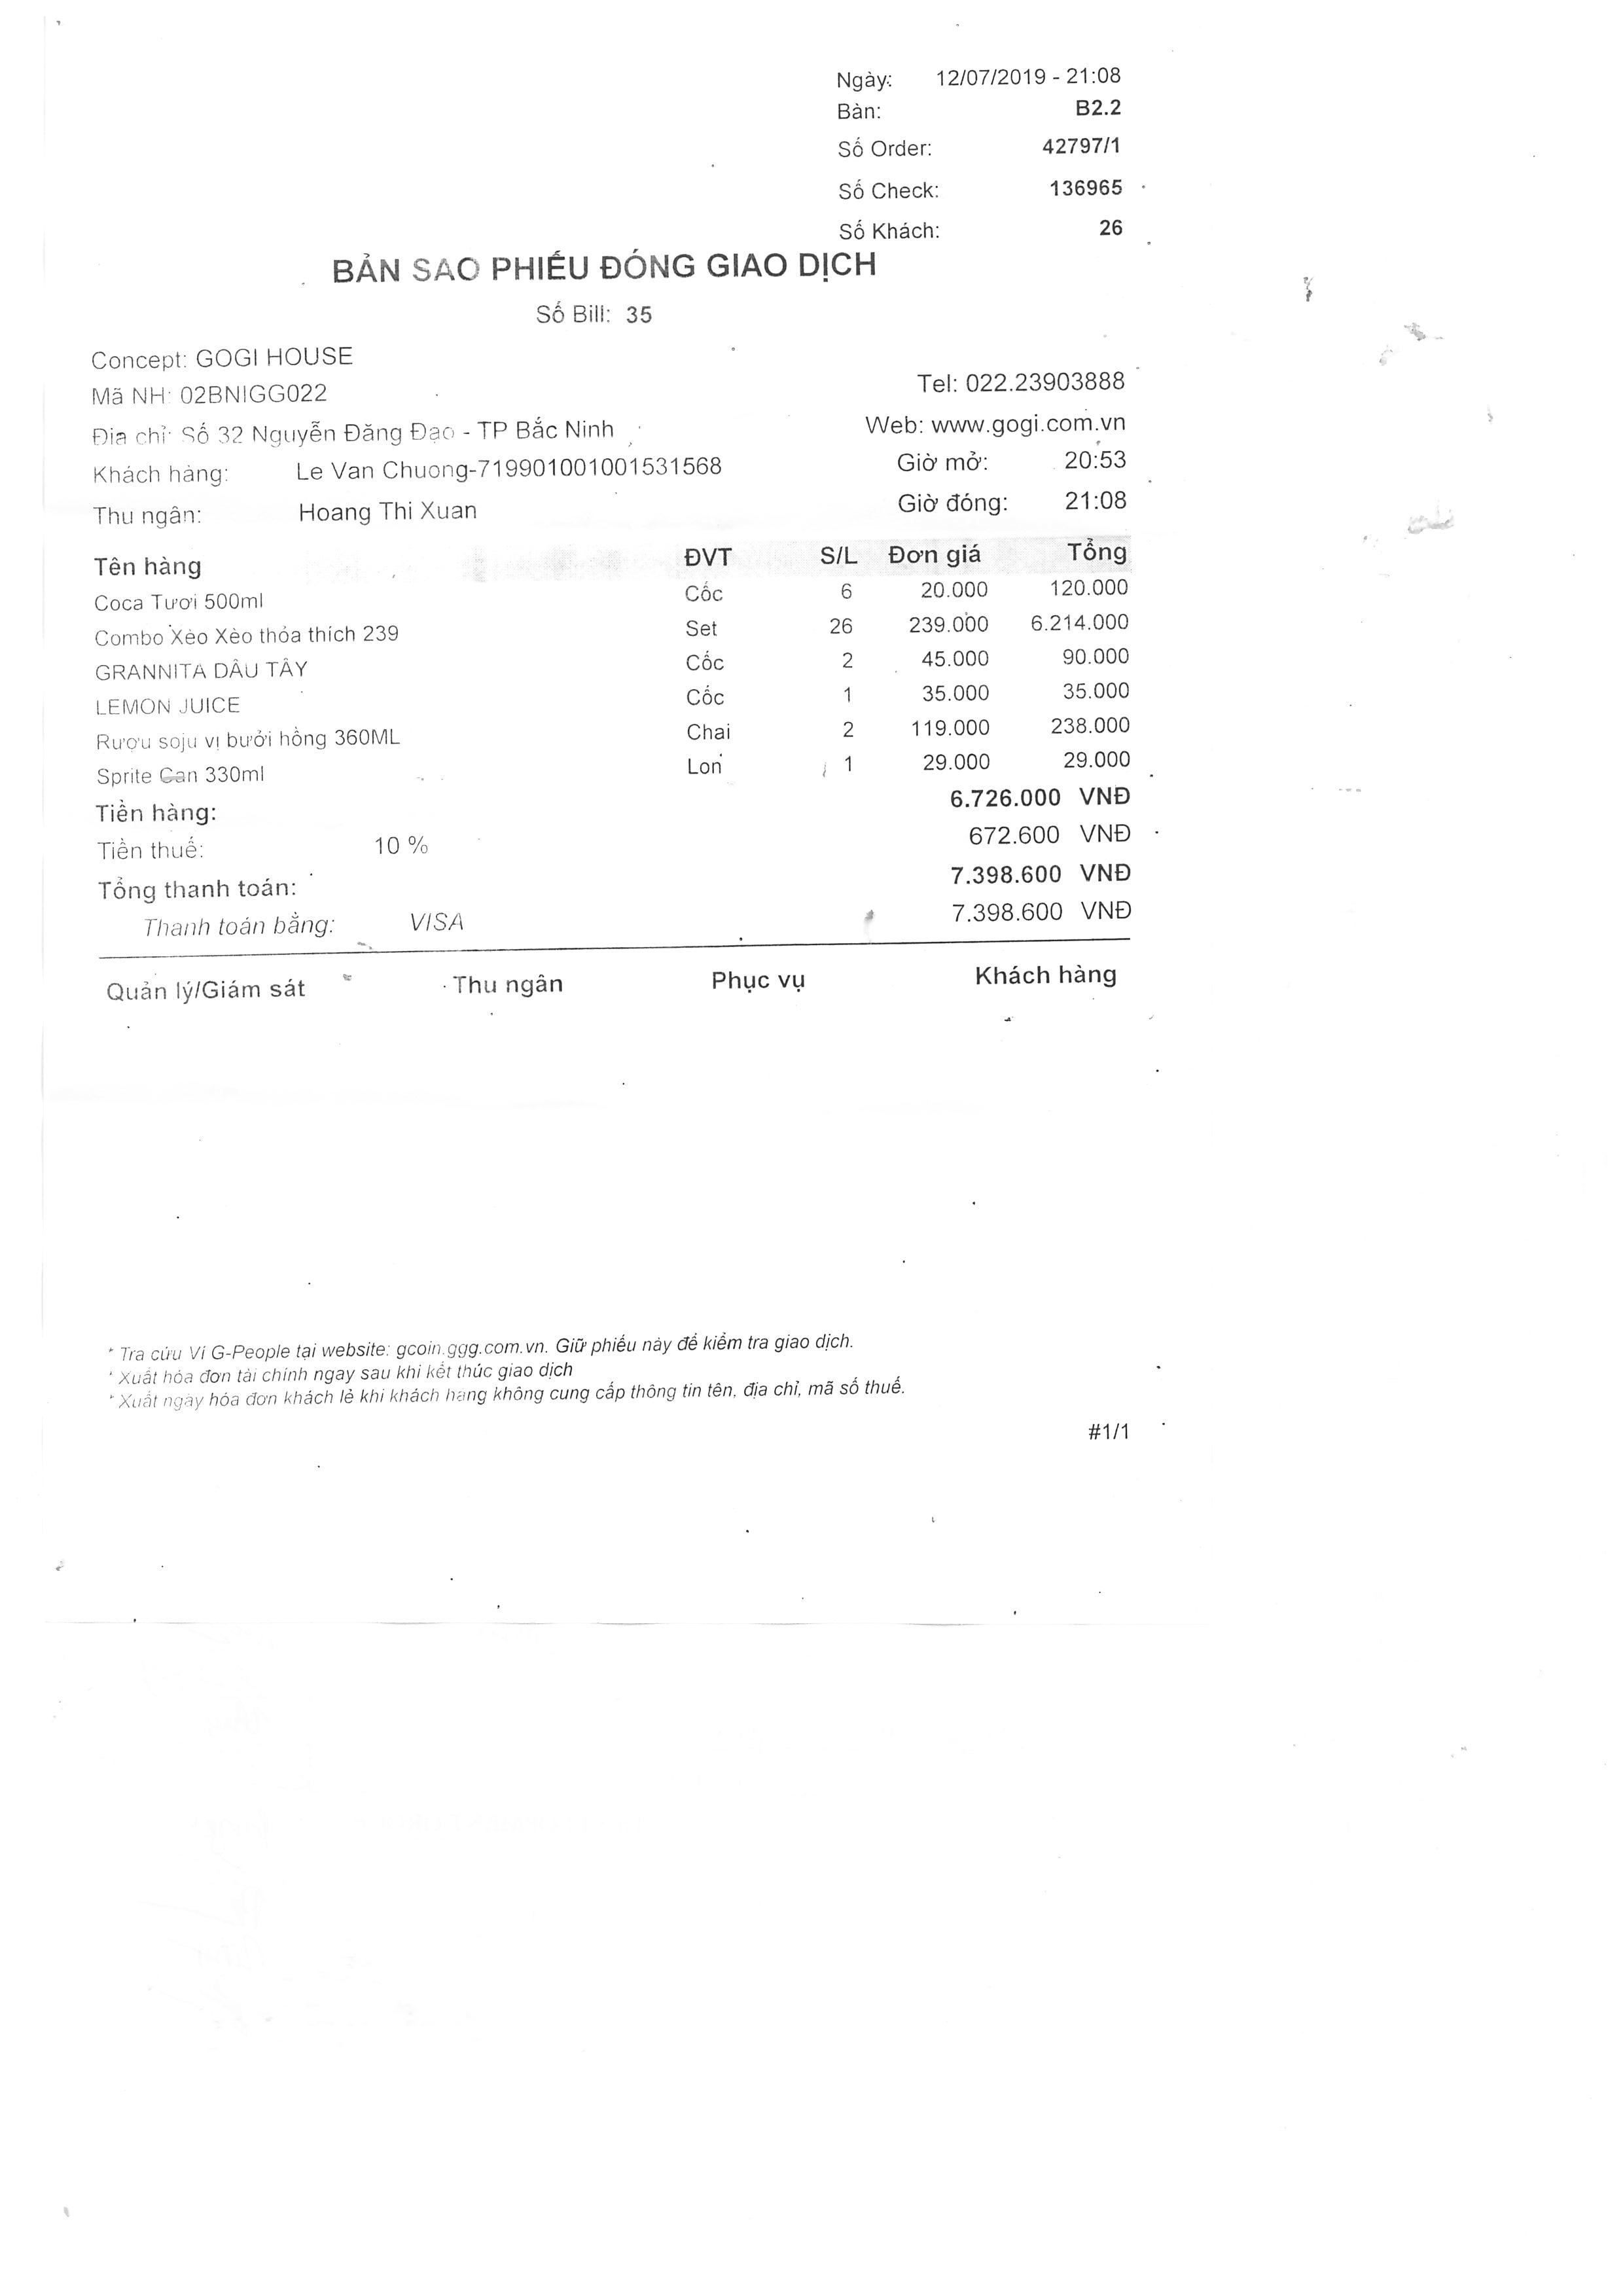 Ngày: 12/07/2019 - 21:08
Bàn: B2.2
Số Order: 42797/1
Số Check: 136965
Số Khách: 26
BẢN SAO PHIẾU ĐÓNG GIAO DỊCH
Số Bill: 35
Concept: GOGI HOUSE
Mã NH: 02BNIGG022 Tel: 022.23903888
Địa chỉ: Số 32 Nguyễn Đăng Đạo - TP Bắc Ninh Web: www.gogi.com.vn
Khách hàng: Le Van Chuong-7199010001001531568 Giờ mở: 20:53
Thu ngân: Hoang Thi Xuan Giờ đóng: 21:08
Tên hàng ĐVT S/L Đơn giá Tổng
Coca Tươi 500ml Cốc 6 20.000 120.000
Combo Xèo Xèo thỏa thích 239 Set 26 239.000 6.214.000
GRANNITA DÂU TÂY Cốc 2 45.000 90.000
LEMON JUICE Cốc 1 35.000 35.000
Rượu soju vị bưởi hồng 360ML Chai 2 119.000 238.000
Sprite Can 330ml Lon 1 29.000 29.000
Tiền hàng: 6.726.000 VNĐ
Tiền thuế: 10 % 672.600 VNĐ
Tổng thanh toán: 7.398.600 VNĐ
Thanh toán bằng: VISA 7.398.600 VNĐ
Quản lý/Giám sát Thu ngân Phục vụ Khách hàng
* Tra cứu Ví G-People tại website: gcoin.ggg.com.vn. Giữ phiếu này để kiểm tra giao dịch.
* Xuất hóa đơn tài chính ngay sau khi kết thúc giao dịch
* Xuất ngay hóa đơn khách lẻ khi khách hàng không cung cấp thông tin tên, địa chỉ, mã số thuế.
#1/1